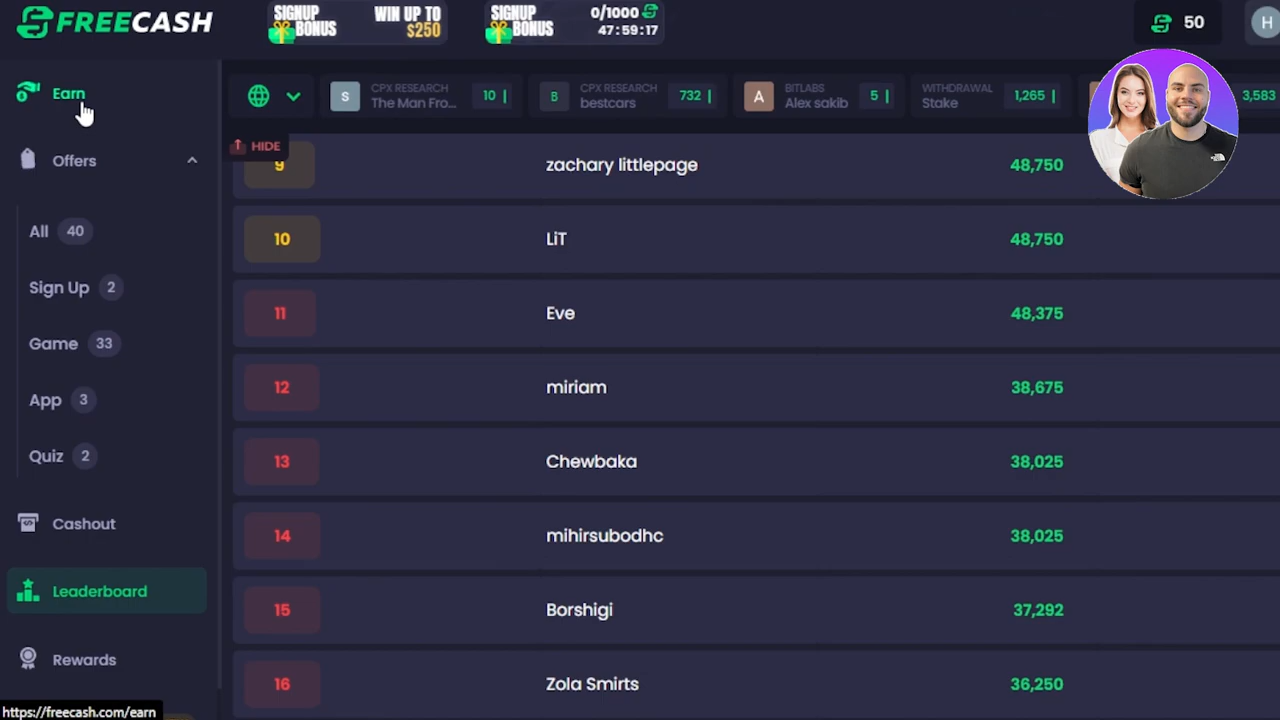 FREECASH
SIGNUP
BONUS
WIN UP TO
$250
SIGNUP
BONUS
0/1000
47:59:17
50
H
Earn
S
CPX RESEARCH
The Man Fro...
10
B
CPX RESEARCH
bestcars
732
A
BITLABS
Alex sakib
5
WITHDRAWAL
Stake
1,265
3,583
HIDE
Offers
All 40
Sign Up 2
Game 33
App 3
Quiz 2
Cashout
Leaderboard
Rewards
9 zachary littlepage 48,750
10 LiT 48,750
11 Eve 48,375
12 miriam 38,675
13 Chewbaka 38,025
14 mihirsubodhc 38,025
15 Borshigi 37,292
16 Zola Smirts 36,250
https://freecash.com/earn